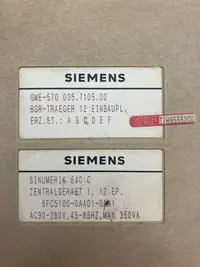 SIEMENS
GWE-570 035.7105.00
BGR-TRAEGER 12 EINBAUPL.
ERZ.ST.: A B C D E F
SIEMENS
SINUMERIK 840 C
ZENTRALGERAET 1, 12 EP.
6FC5100-0AA01-0AA1
AC90-260V,45-65HZ,MAX 350VA